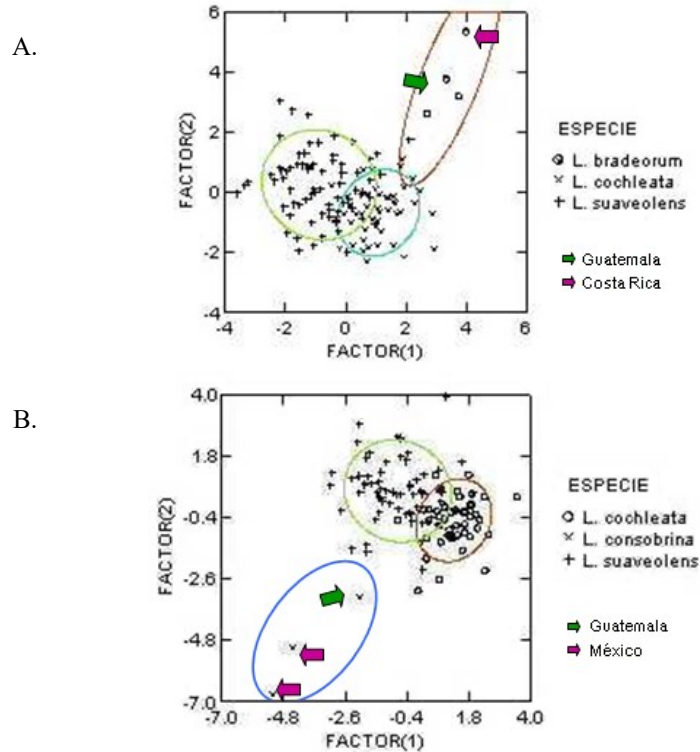 A.
6
4
2
0
-2
-4
-4 -2 0 2 4 6
FACTOR(2)
FACTOR(1)
ESPECIE
L. bradeorum
L. cochleata
L. suaveolens
Guatemala
Costa Rica
B.
4.0
1.8
-0.4
-2.6
-4.8
-7.0
-7.0 -4.8 -2.6 -0.4 1.8 4.0
FACTOR(2)
FACTOR(1)
ESPECIE
L. cochleata
L. consobrina
L. suaveolens
Guatemala
México